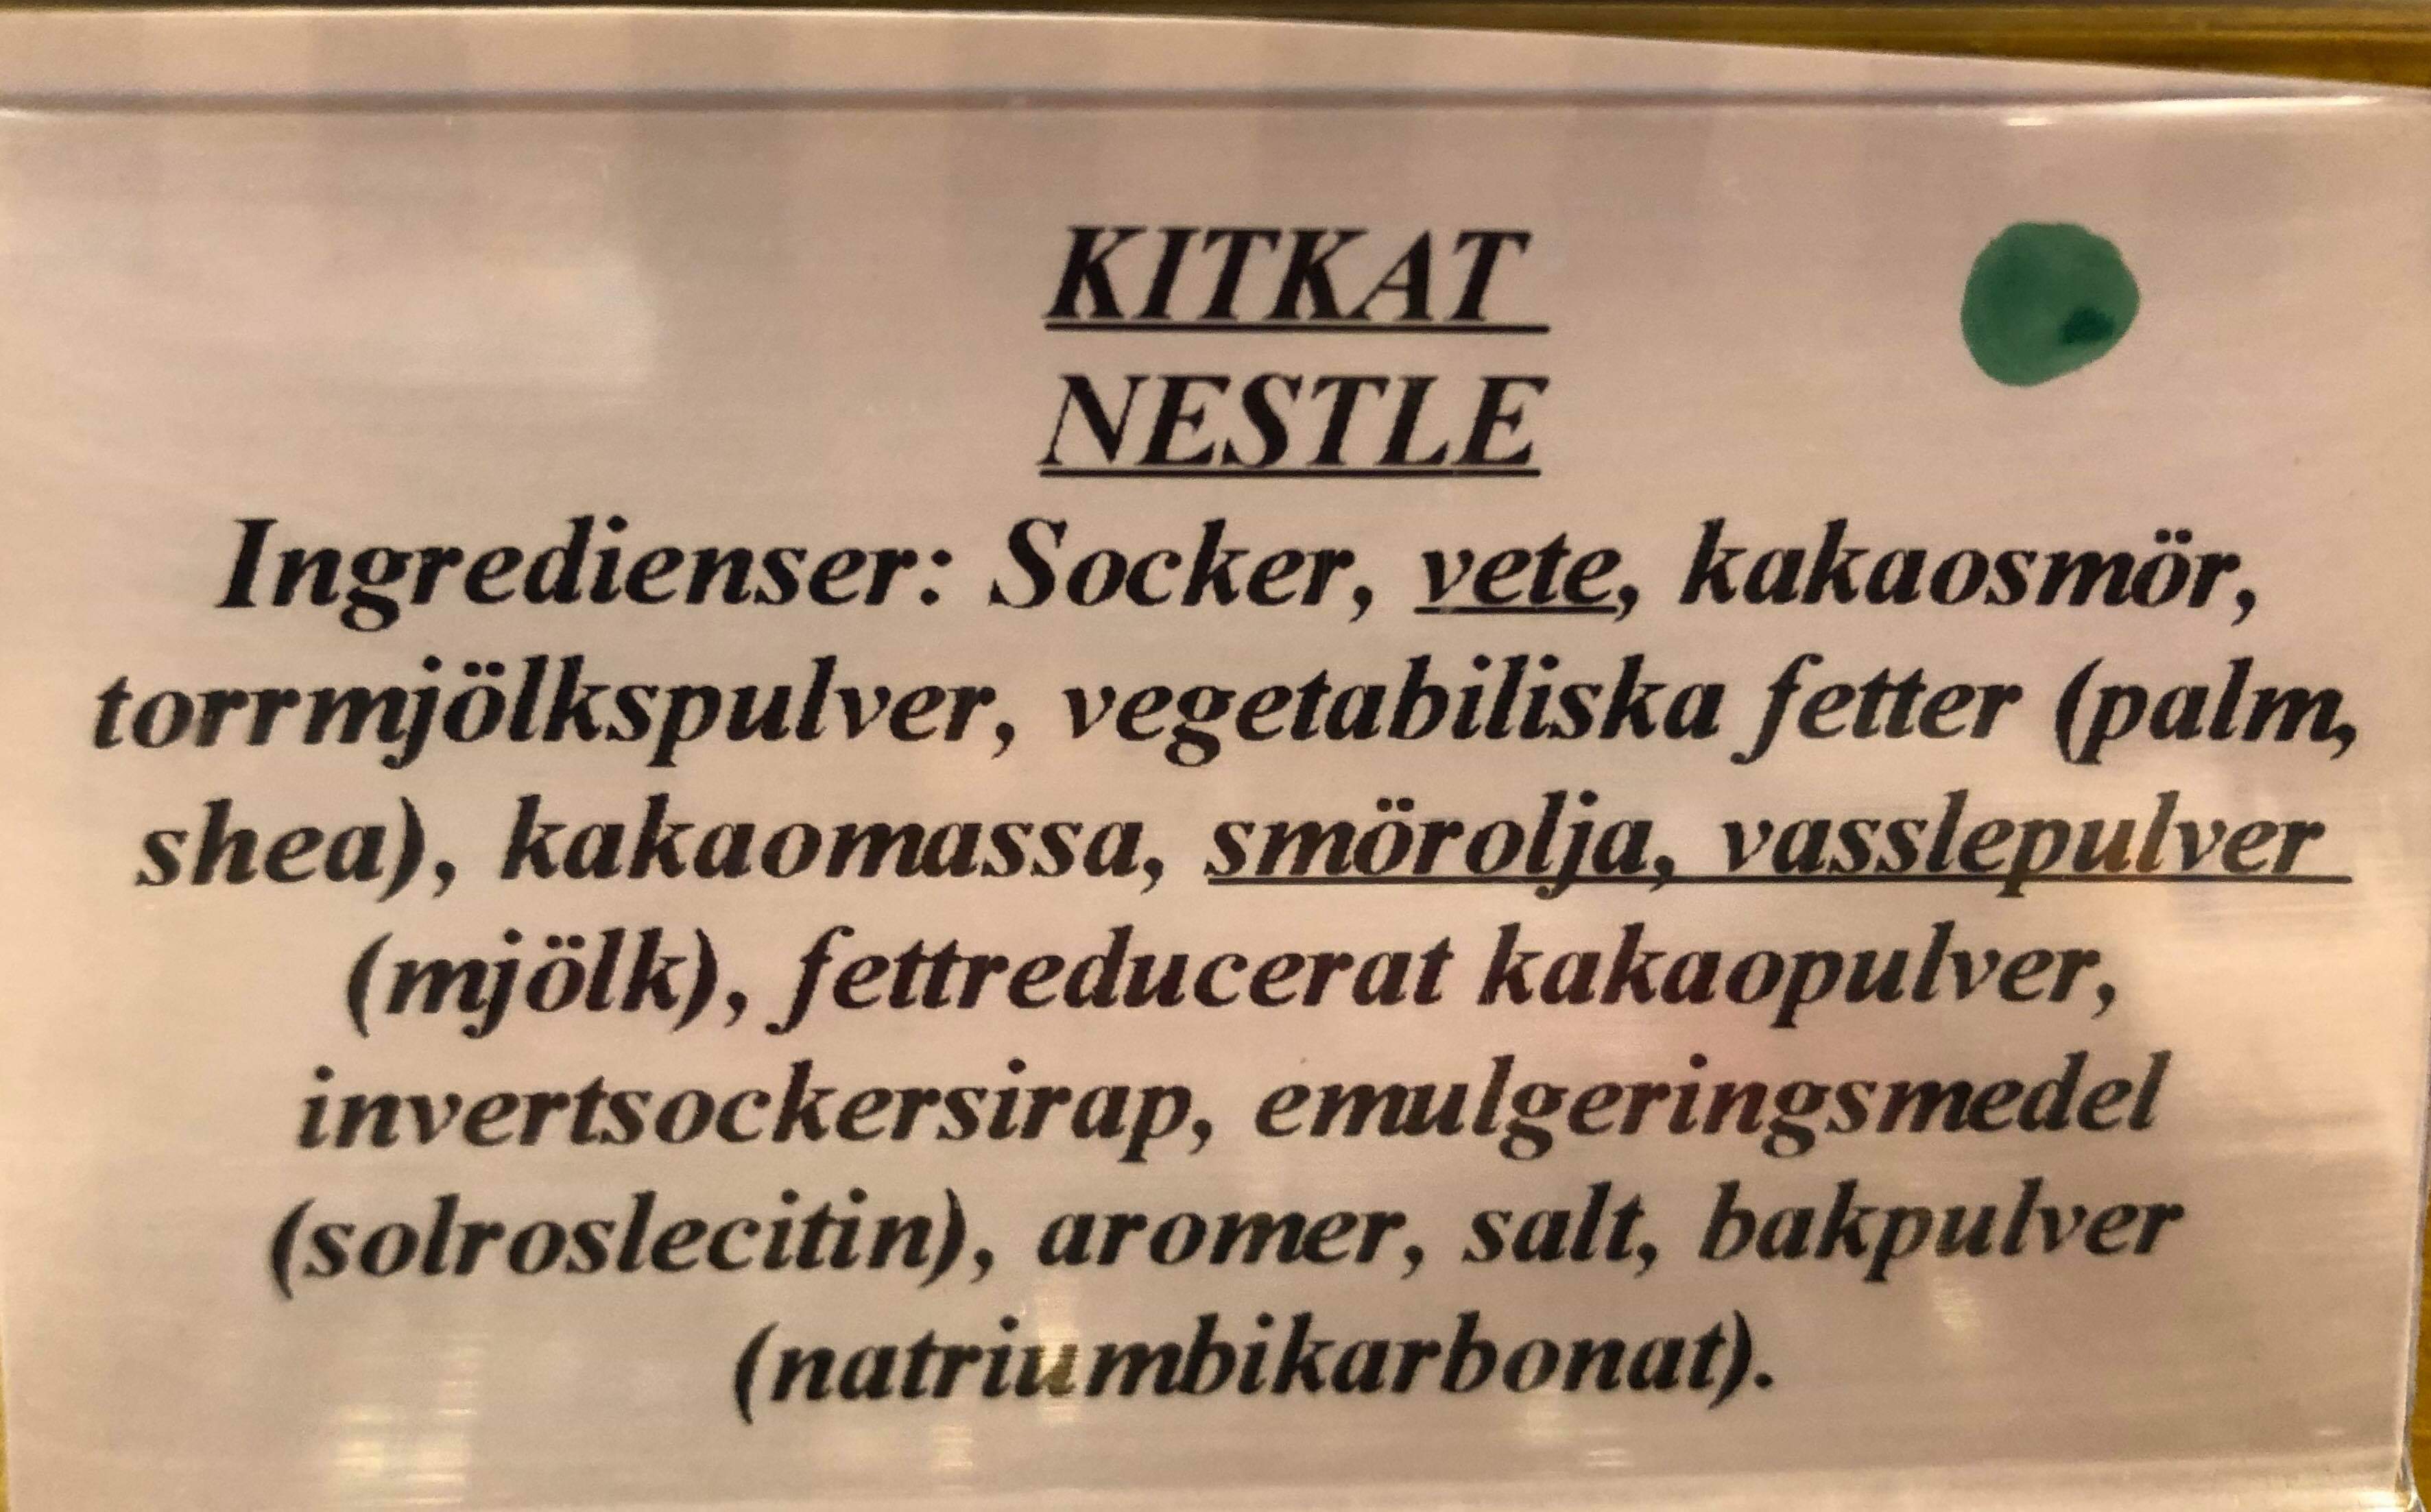 KITKAT
NESTLE
Ingredienser: Socker, vete, kakaosmör,
torrmjölkspulver, vegetabiliska fetter (palm,
shea), kakaomassa, smörolja, vasslepulver
(mjölk), fettreducerat kakaopulver,
invertsockersirap, emulgeringsmedel
(solroslecitin), aromer, salt, bakpulver
(natriumbikarbonat).